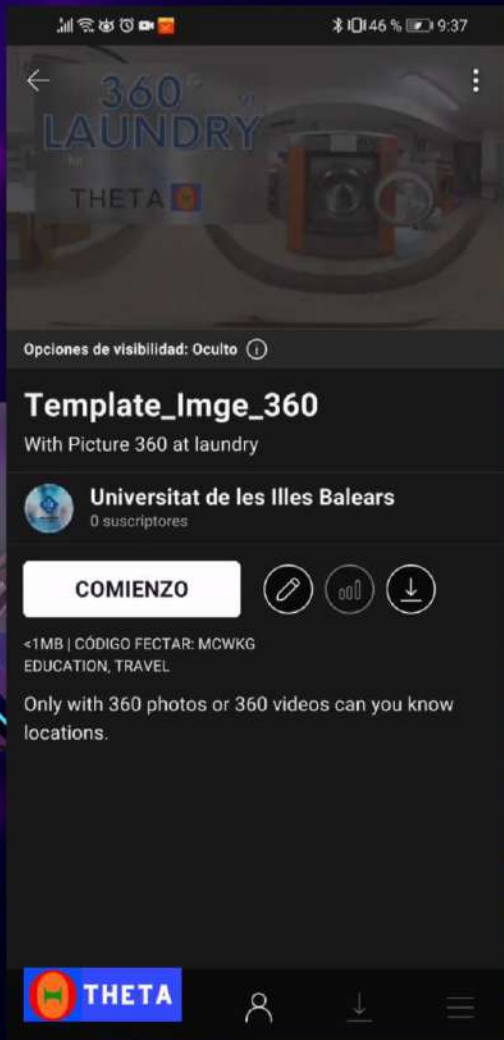 46 % 9:37
360°
LAUNDRY
THETA
Opciones de visibilidad: Oculto
Template_Imge_360
With Picture 360 at laundry
Universitat de les Illes Balears
0 suscriptores
COMIENZO
<1MB | CÓDIGO FECTAR: MCWKG
EDUCATION, TRAVEL
Only with 360 photos or 360 videos can you know
locations.
THETA